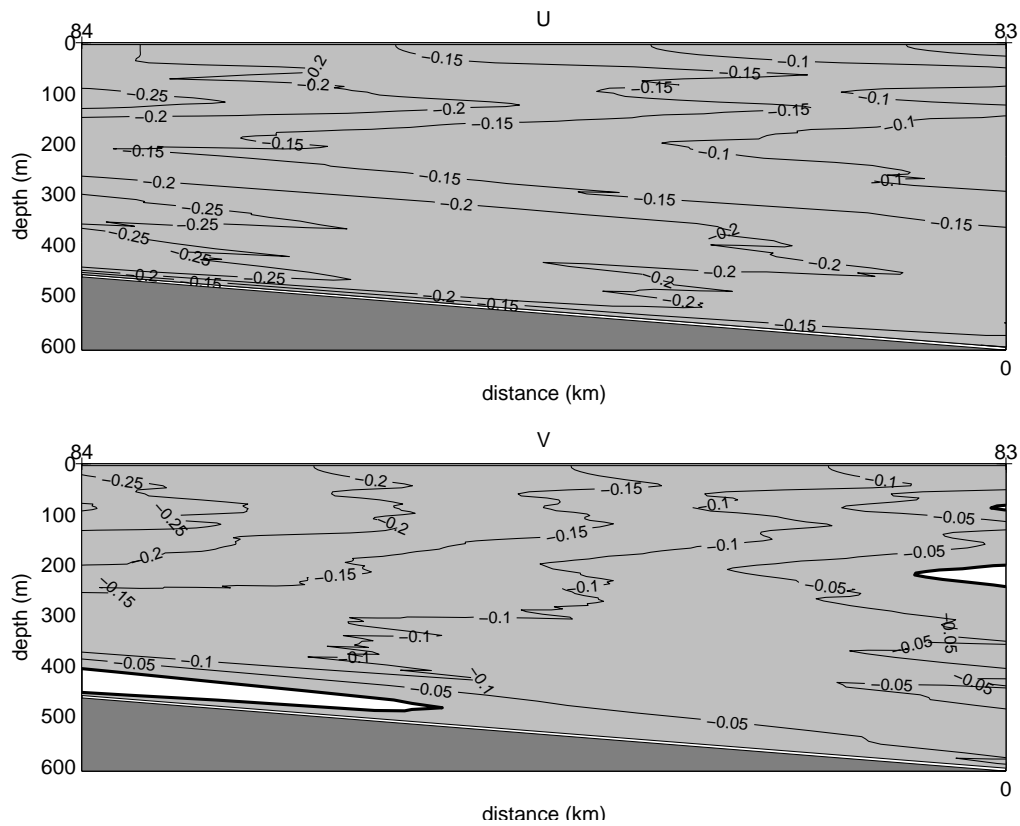 U
84 83
0
−0.2 −0.15 −0.1
−0.15
−0.2 −0.15
100 −0.25 −0.1
−0.2 −0.2 −0.15
−0.15 −0.1
200 −0.15 −0.15 −0.1
−0.2 −0.15 −0.1
300 −0.25 −0.2 −0.15 −0.15
−0.25 −0.2
400 −0.25 −0.25 −0.2
−0.2 −0.15 −0.25 −0.2 −0.2
500 −0.2 −0.15 −0.2
−0.15
600
depth (m)
0
distance (km)
V
84 83
0
−0.25 −0.2 −0.15 −0.1
100 −0.25 −0.2 −0.1 −0.05
−0.15
200 −0.2 −0.1 −0.05
−0.15 −0.15 −0.1 −0.05
300 −0.1
−0.1 −0.05 −0.05
400 −0.05 −0.1 −0.1 −0.1 −0.05 −0.05
−0.05
500 −0.05
600
depth (m)
0
distance (km)